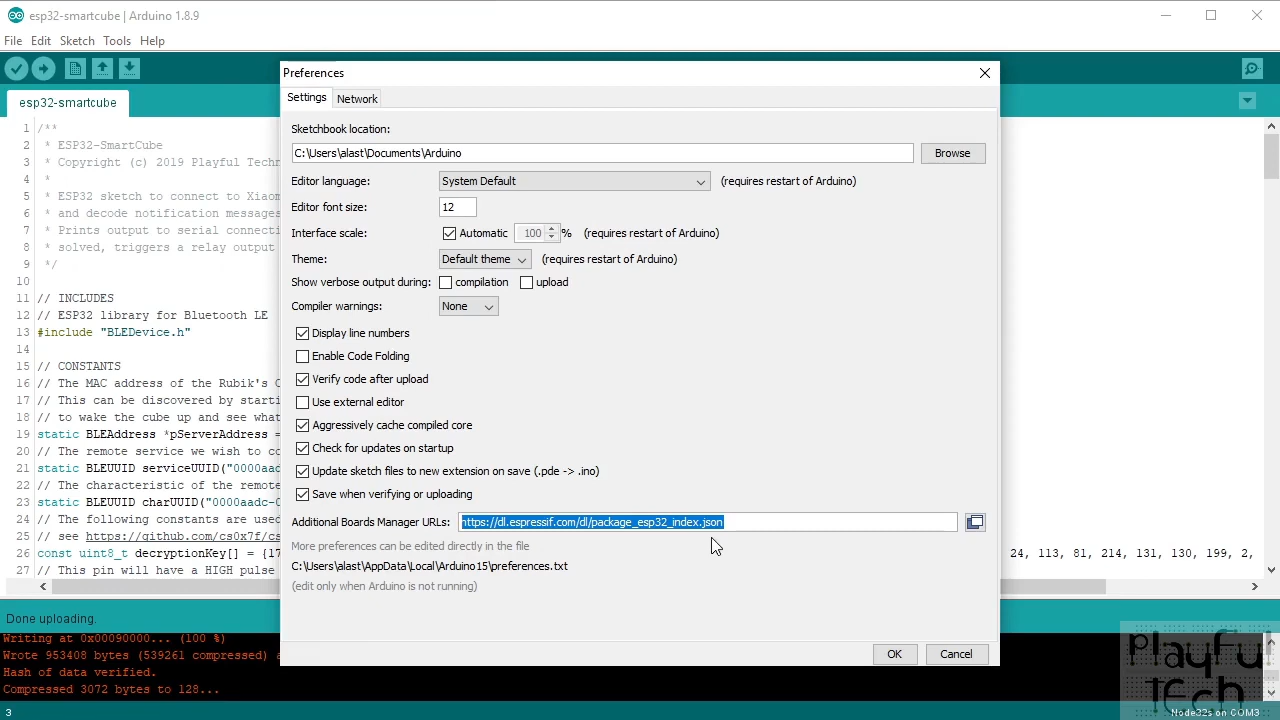 esp32-smartcube | Arduino 1.8.9
File Edit Sketch Tools Help
esp32-smartcube
Preferences
Settings Network
Sketchbook location:
C:\Users\alast\Documents\Arduino Browse
Editor language: System Default (requires restart of Arduino)
Editor font size: 12
Interface scale: Automatic 100 % (requires restart of Arduino)
Theme: Default theme (requires restart of Arduino)
Show verbose output during: compilation upload
Compiler warnings: None
Display line numbers
Enable Code Folding
Verify code after upload
Use external editor
Aggressively cache compiled core
Check for updates on startup
Update sketch files to new extension on save (.pde -> .ino)
Save when verifying or uploading
Additional Boards Manager URLs: https://dl.espressif.com/dl/package_esp32_index.json
More preferences can be edited directly in the file
C:\Users\alast\AppData\Local\Arduino15\preferences.txt
(edit only when Arduino is not running)
OK Cancel
1 /**
2 * ESP32-SmartCube
3 * Copyright (c) 2019 Playful Techn
4 *
5 * ESP32 sketch to connect to Xiaom
6 * and decode notification messages
7 * Prints output to serial connecti
8 * solved, triggers a relay output
9 */
10
11 // INCLUDES
12 // ESP32 library for Bluetooth LE
13 #include "BLEDevice.h"
14
15 // CONSTANTS
16 // The MAC address of the Rubik's C
17 // This can be discovered by starti
18 // to wake the cube up and see what
19 static BLEAddress *pServerAddress =
20 // The remote service we wish to co
21 static BLEUUID serviceUUID("0000aad
22 // The characteristic of the remote
23 static BLEUUID charUUID("0000aadc-0
24 // The following constants are used
25 // see https://github.com/cs0x7f/cs
26 const uint8_t decryptionKey[] = {17 24, 113, 81, 214, 131, 130, 199, 2,
27 // This pin will have a HIGH pulse
Done uploading.
Writing at 0x00090000... (100 %)
Wrote 953408 bytes (539261 compressed) a
Hash of data verified.
Compressed 3072 bytes to 128...
Playful
Tech
3 Node32s on COM3